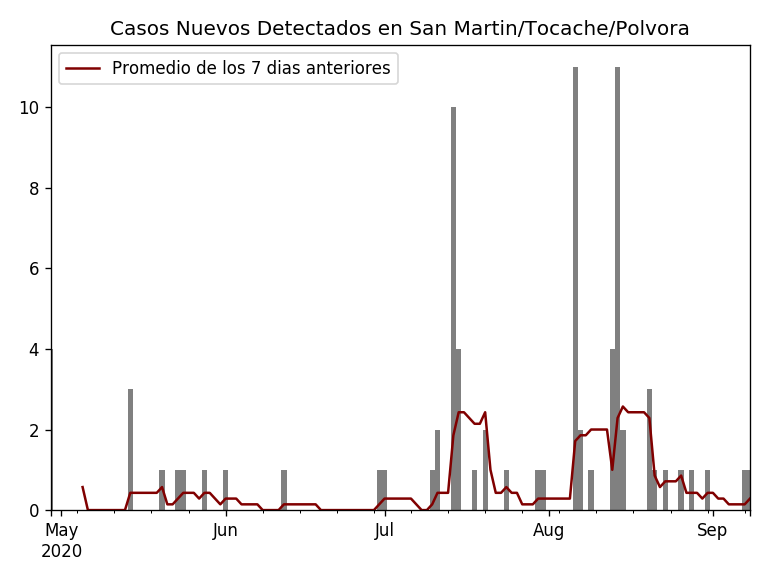 Casos Nuevos Detectados en San Martin/Tocache/Polvora
Promedio de los 7 dias anteriores
10
8
6
4
2
0
May Jun Jul Aug Sep
2020